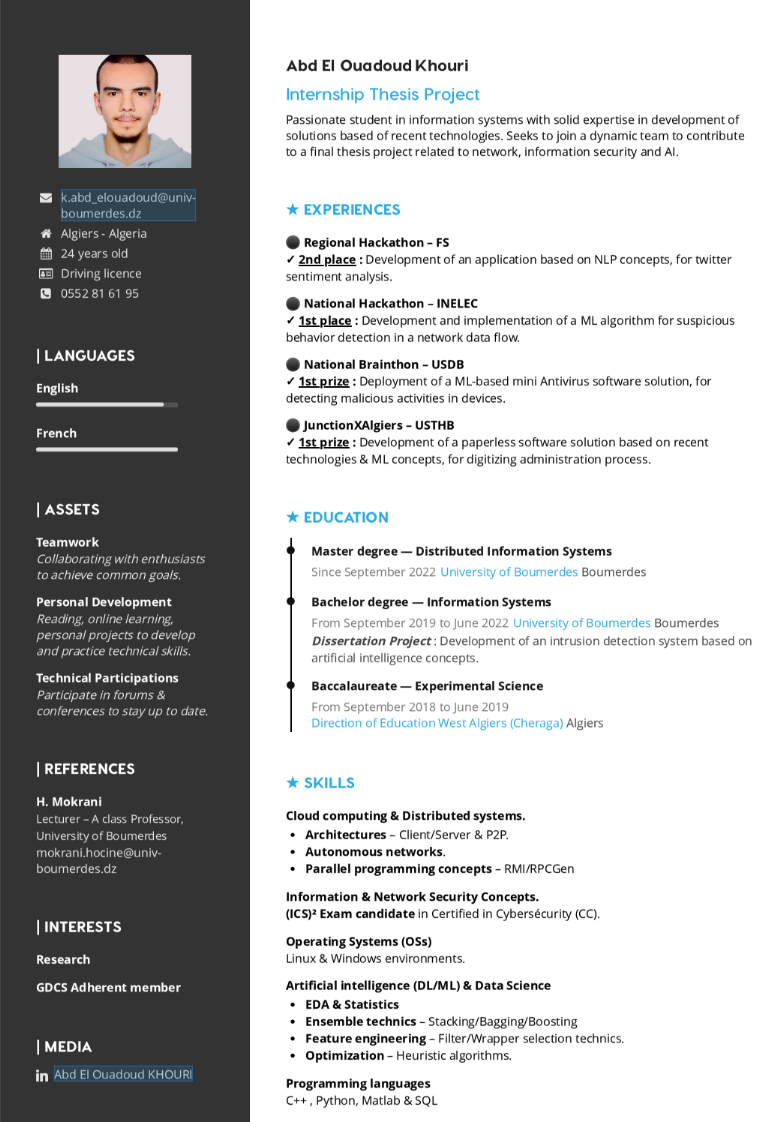 k.abd_elouadoud@univ-
boumerdes.dz
Algiers - Algeria
24 years old
Driving licence
0552 81 61 95
| LANGUAGES
English
French
| ASSETS
Teamwork
Collaborating with enthusiasts
to achieve common goals.
Personal Development
Reading, online learning,
personal projects to develop
and practice technical skills.
Technical Participations
Participate in forums &
conferences to stay up to date.
| REFERENCES
H. Mokrani
Lecturer – A class Professor,
University of Boumerdes
mokrani.hocine@univ-
boumerdes.dz
| INTERESTS
Research
GDCS Adherent member
| MEDIA
in Abd El Ouadoud KHOURI
Abd El Ouadoud Khouri
Internship Thesis Project
Passionate student in information systems with solid expertise in development of
solutions based of recent technologies. Seeks to join a dynamic team to contribute
to a final thesis project related to network, information security and AI.
★ EXPERIENCES
⚫ Regional Hackathon – FS
✓ 2nd place : Development of an application based on NLP concepts, for twitter
sentiment analysis.
⚫ National Hackathon – INELEC
✓ 1st place : Development and implementation of a ML algorithm for suspicious
behavior detection in a network data flow.
⚫ National Brainthon – USDB
✓ 1st prize : Deployment of a ML-based mini Antivirus software solution, for
detecting malicious activities in devices.
⚫ JunctionXAlgiers – USTHB
✓ 1st prize : Development of a paperless software solution based on recent
technologies & ML concepts, for digitizing administration process.
★ EDUCATION
Master degree — Distributed Information Systems
Since September 2022 University of Boumerdes Boumerdes
Bachelor degree — Information Systems
From September 2019 to June 2022 University of Boumerdes Boumerdes
Dissertation Project : Development of an intrusion detection system based on
artificial intelligence concepts.
Baccalaureate — Experimental Science
From September 2018 to June 2019
Direction of Education West Algiers (Cheraga) Algiers
★ SKILLS
Cloud computing & Distributed systems.
• Architectures – Client/Server & P2P.
• Autonomous networks.
• Parallel programming concepts – RMI/RPCGen
Information & Network Security Concepts.
(ICS)² Exam candidate in Certified in Cybersécurity (CC).
Operating Systems (OSs)
Linux & Windows environments.
Artificial intelligence (DL/ML) & Data Science
• EDA & Statistics
• Ensemble technics – Stacking/Bagging/Boosting
• Feature engineering – Filter/Wrapper selection technics.
• Optimization – Heuristic algorithms.
Programming languages
C++ , Python, Matlab & SQL